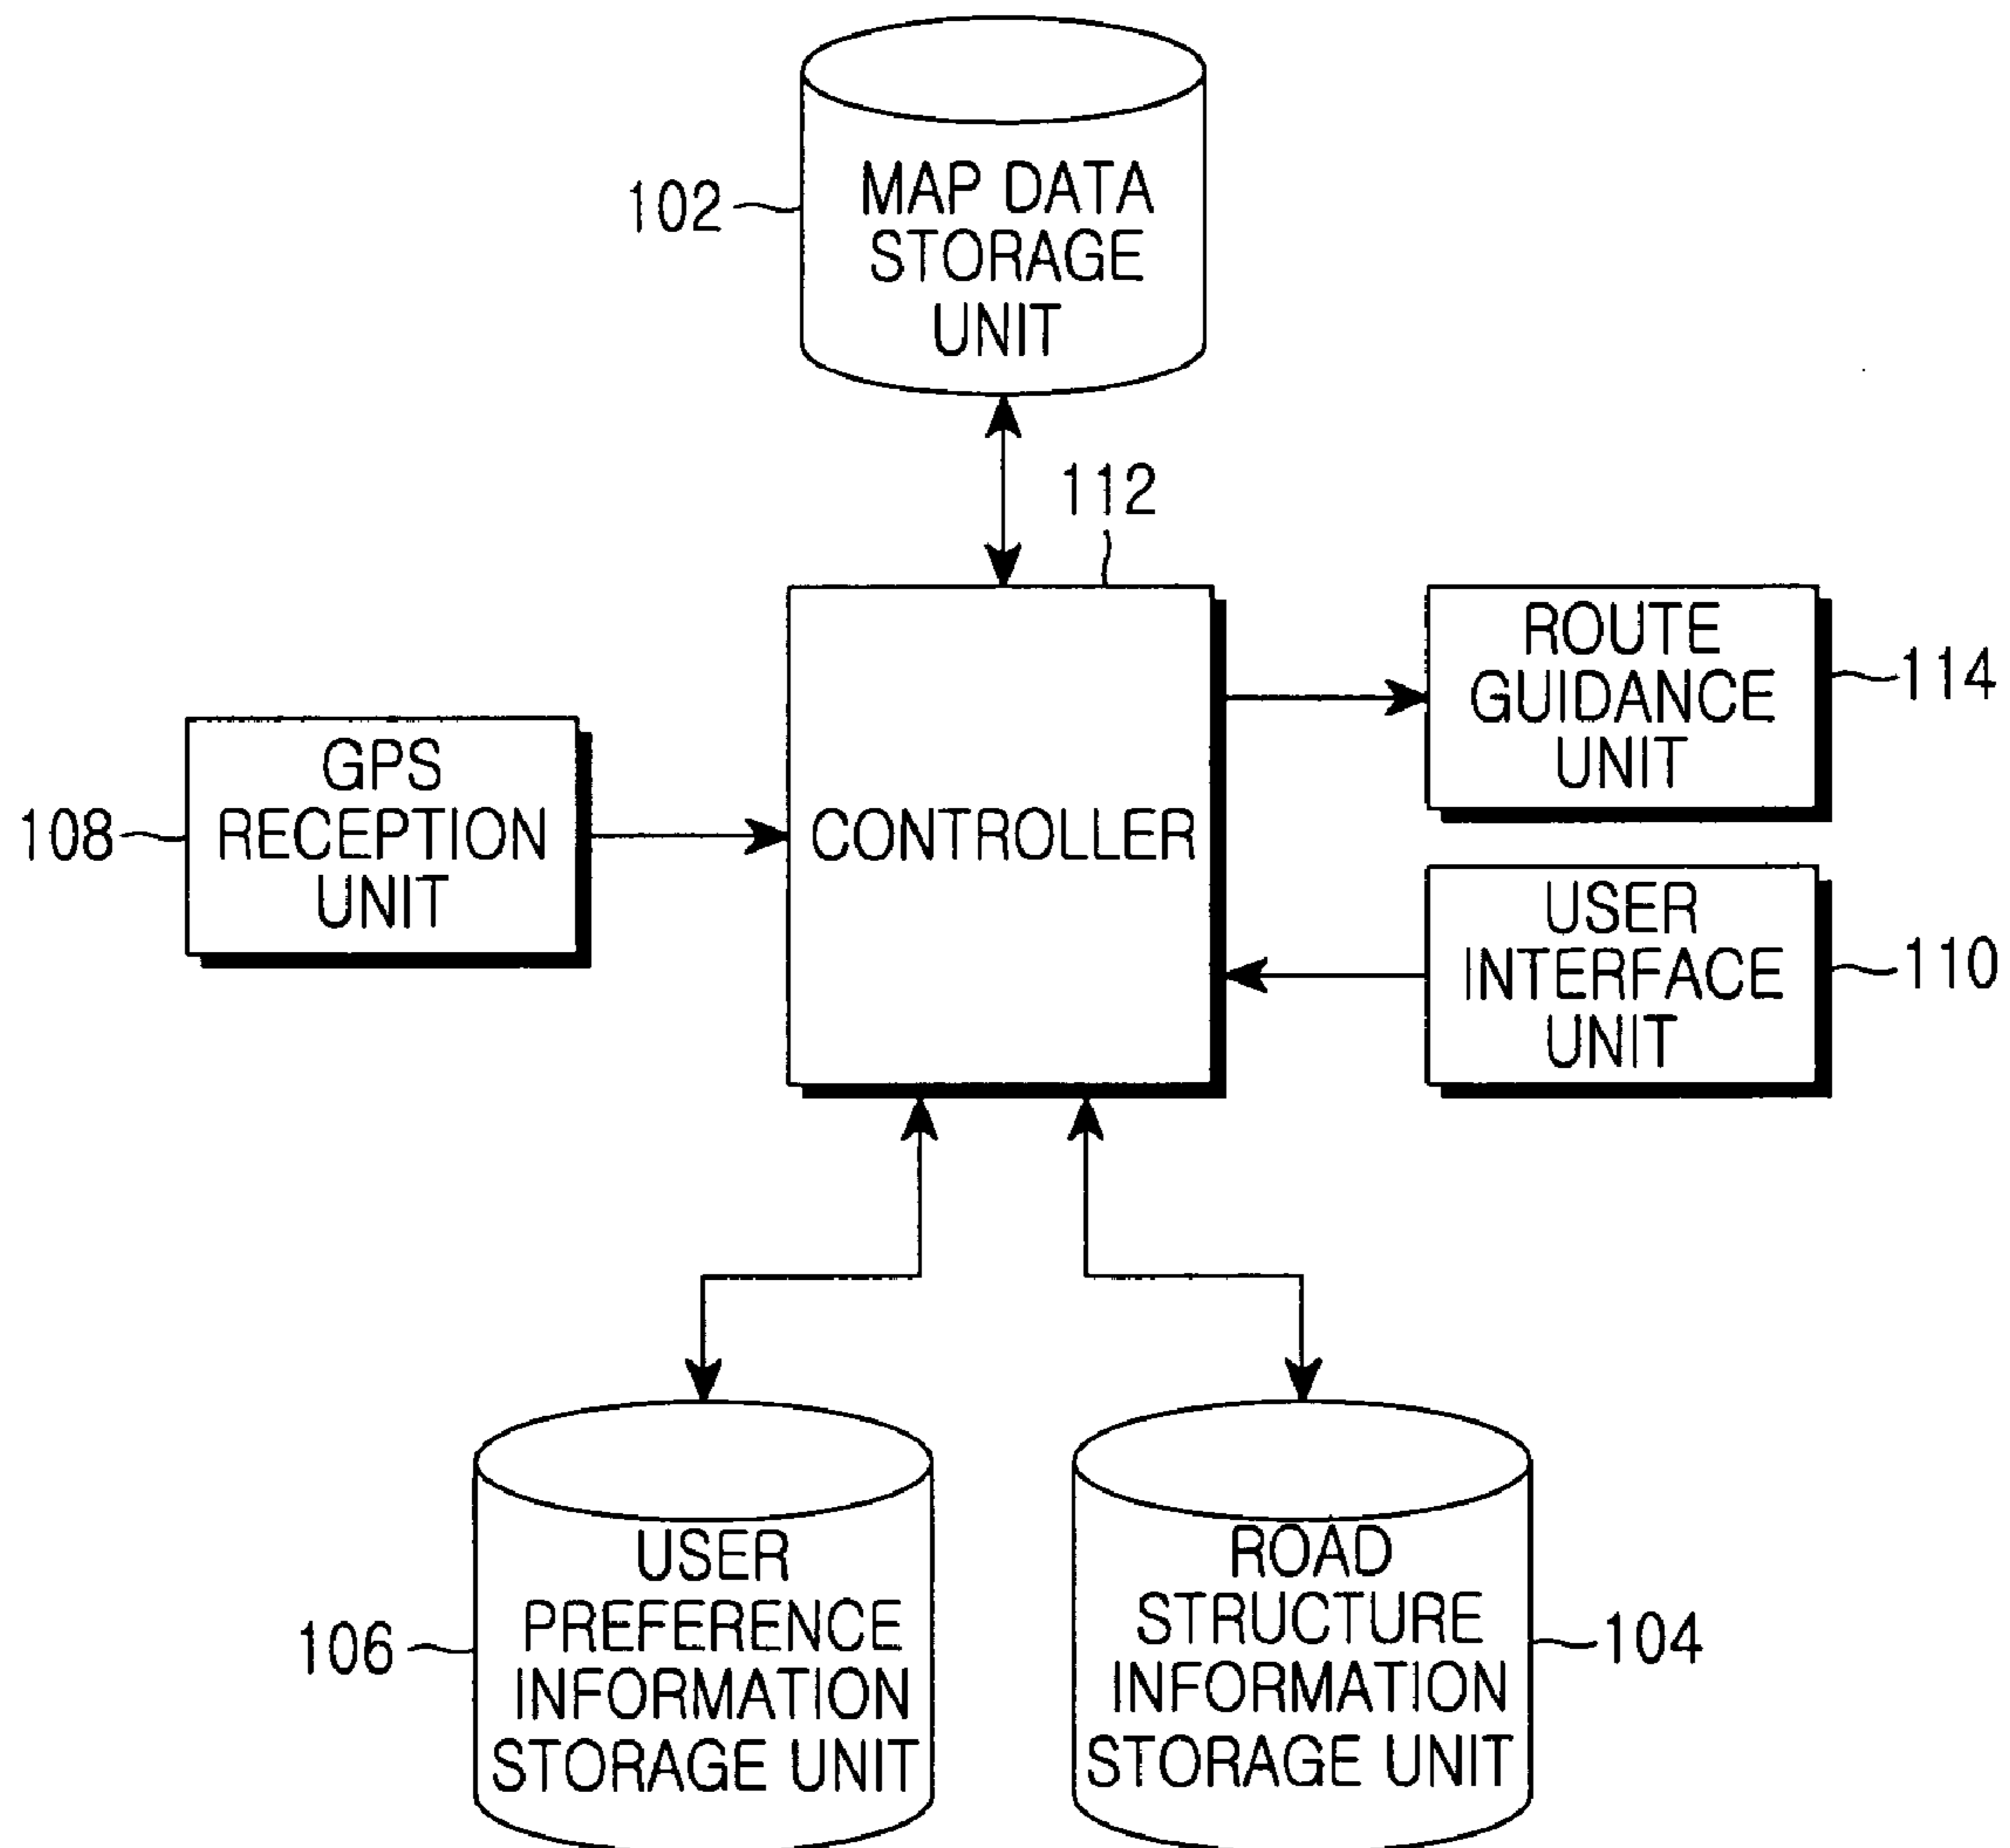 MAP DATA
STORAGE
UNIT
102
112
CONTROLLER
ROUTE
GUIDANCE
UNIT
114
GPS
RECEPTION
UNIT
108
USER
INTERFACE
UNIT
110
USER
PREFERENCE
INFORMATION
STORAGE UNIT
106
ROAD
STRUCTURE
INFORMATION
STORAGE UNIT
104